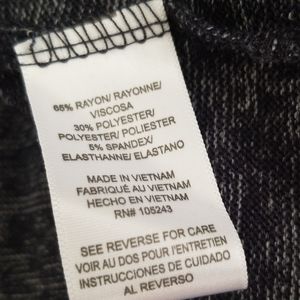 65% RAYON/ RAYONNE/
VISCOSA
30% POLYESTER/
POLYESTER/ POLIESTER
5% SPANDEX/
ELASTHANNE/ ELASTANO
MADE IN VIETNAM
FABRIQUÉ AU VIETNAM
HECHO EN VIETNAM
RN# 105243
SEE REVERSE FOR CARE
VOIR AU DOS POUR l'ENTRETIEN
INSTRUCCIONES DE CUIDADO
AL REVERSO